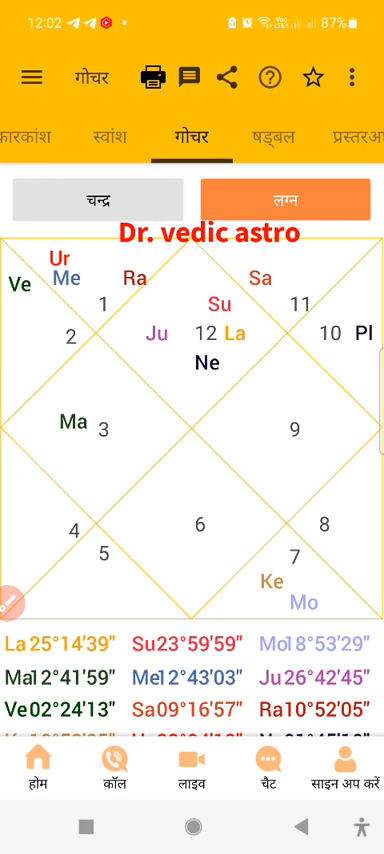 12:02 87%
गोचर
कारकांश स्वांश गोचर षड्बल
चन्द्र लग्न
Dr. vedic astro
Ur
Ve Me Ra Sa
1 Su 11
2 Ju 12 La 10 Pl
Ne
Ma 3 9
4 6 8
5 7
Ke
Mo
La 25°14'39" Su 23°59'59" Mo 18°53'29"
Ma 12°41'59" Me 12°43'03" Ju 26°42'45"
Ve 02°24'13" Sa 09°16'57" Ra 10°52'05"
होम कॉल लाइव चैट साइन अप करें